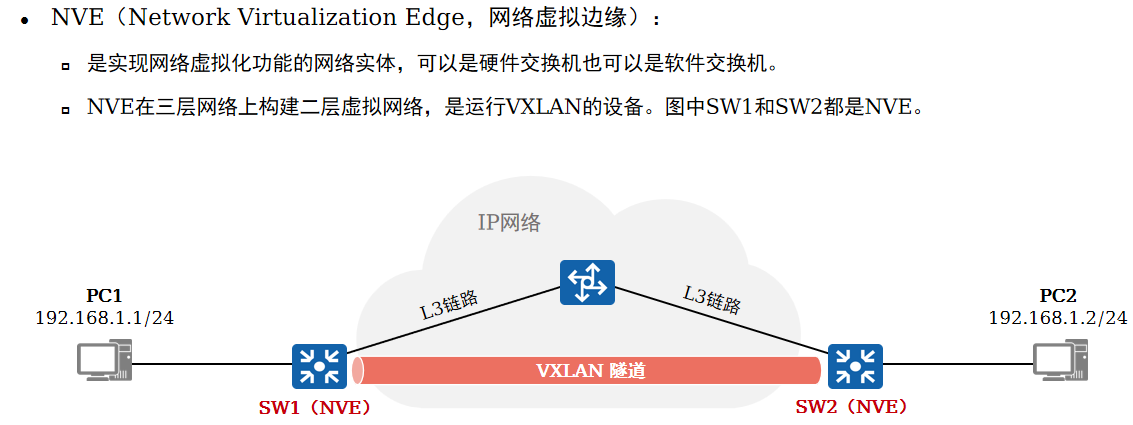 NVE（Network Virtualization Edge，网络虚拟边缘）：
是实现网络虚拟化功能的网络实体，可以是硬件交换机也可以是软件交换机。
NVE在三层网络上构建二层虚拟网络，是运行VXLAN的设备。图中SW1和SW2都是NVE。
IP网络
L3链路
L3链路
PC1
192.168.1.1/24
PC2
192.168.1.2/24
VXLAN 隧道
SW1（NVE）
SW2（NVE）